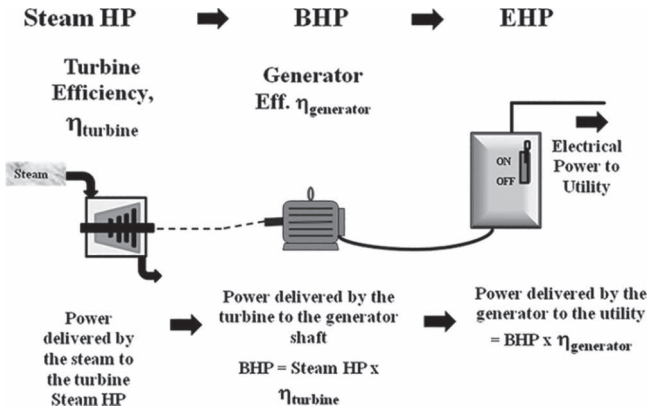 Steam HP
BHP
EHP
Turbine
Efficiency,
ηturbine
Generator
Eff. ηgenerator
Steam
ON
OFF
Electrical
Power to
Utility
Power
delivered by
the steam to
the turbine
Steam HP
Power delivered by the
turbine to the generator
shaft
BHP = Steam HP x
ηturbine
Power delivered by the
generator to the utility
= BHP x ηgenerator